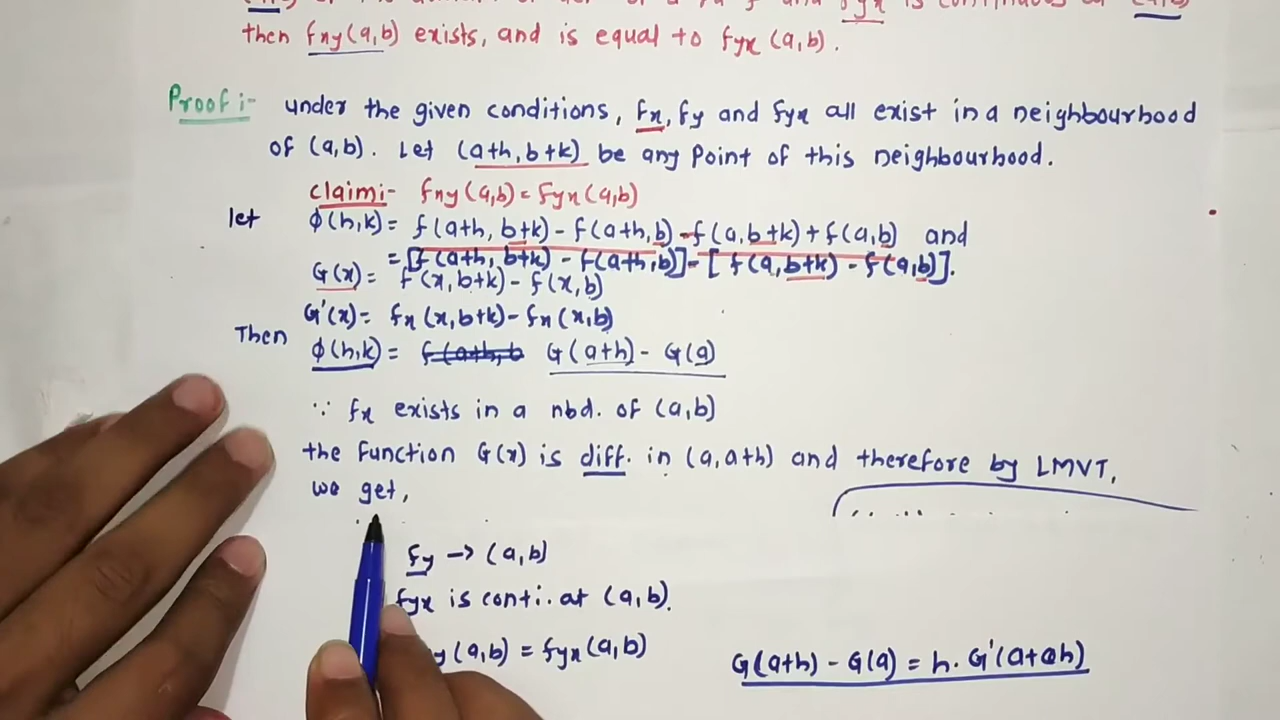 then fxy(a,b) exists, and is equal to fyx(a,b).
Proof:- under the given conditions, fx, fy and fyx all exist in a neighbourhood
of (a,b). Let (a+h, b+k) be any point of this neighbourhood.
claim:- fxy(a,b) = fyx(a,b)
let ϕ(h,k) = f(a+h, b+k) - f(a+h, b) - f(a, b+k) + f(a,b) and
= [f(a+h, b+k) - f(a+h, b)] - [f(a, b+k) - f(a,b)].
G(x) = f(x, b+k) - f(x, b)
G'(x) = fx(x, b+k) - fx(x, b)
Then ϕ(h,k) = G(a+h) - G(a)
∵ fx exists in a nbd. of (a,b)
the function G(x) is diff. in (a, a+h) and therefore by LMVT,
we get,
fy → (a,b)
fyx is conti. at (a,b).
y(a,b) = fyx(a,b)
G(a+h) - G(a) = h. G'(a+θh)